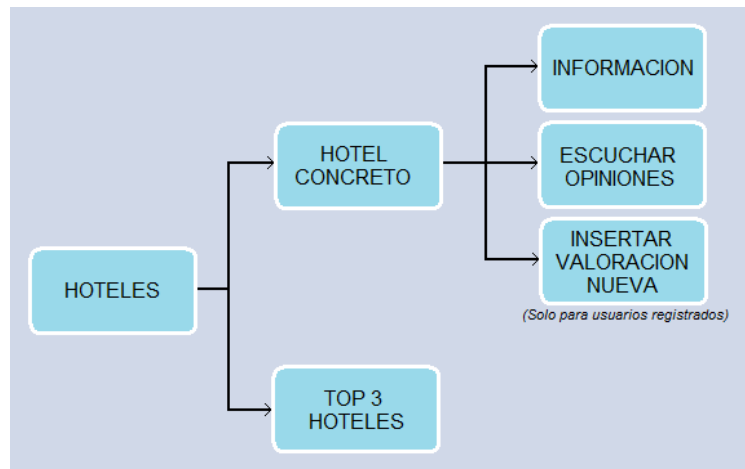 INFORMACION
HOTEL
CONCRETO
ESCUCHAR
OPINIONES
INSERTAR
VALORACION
NUEVA
(Solo para usuarios registrados)
HOTELES
TOP 3
HOTELES